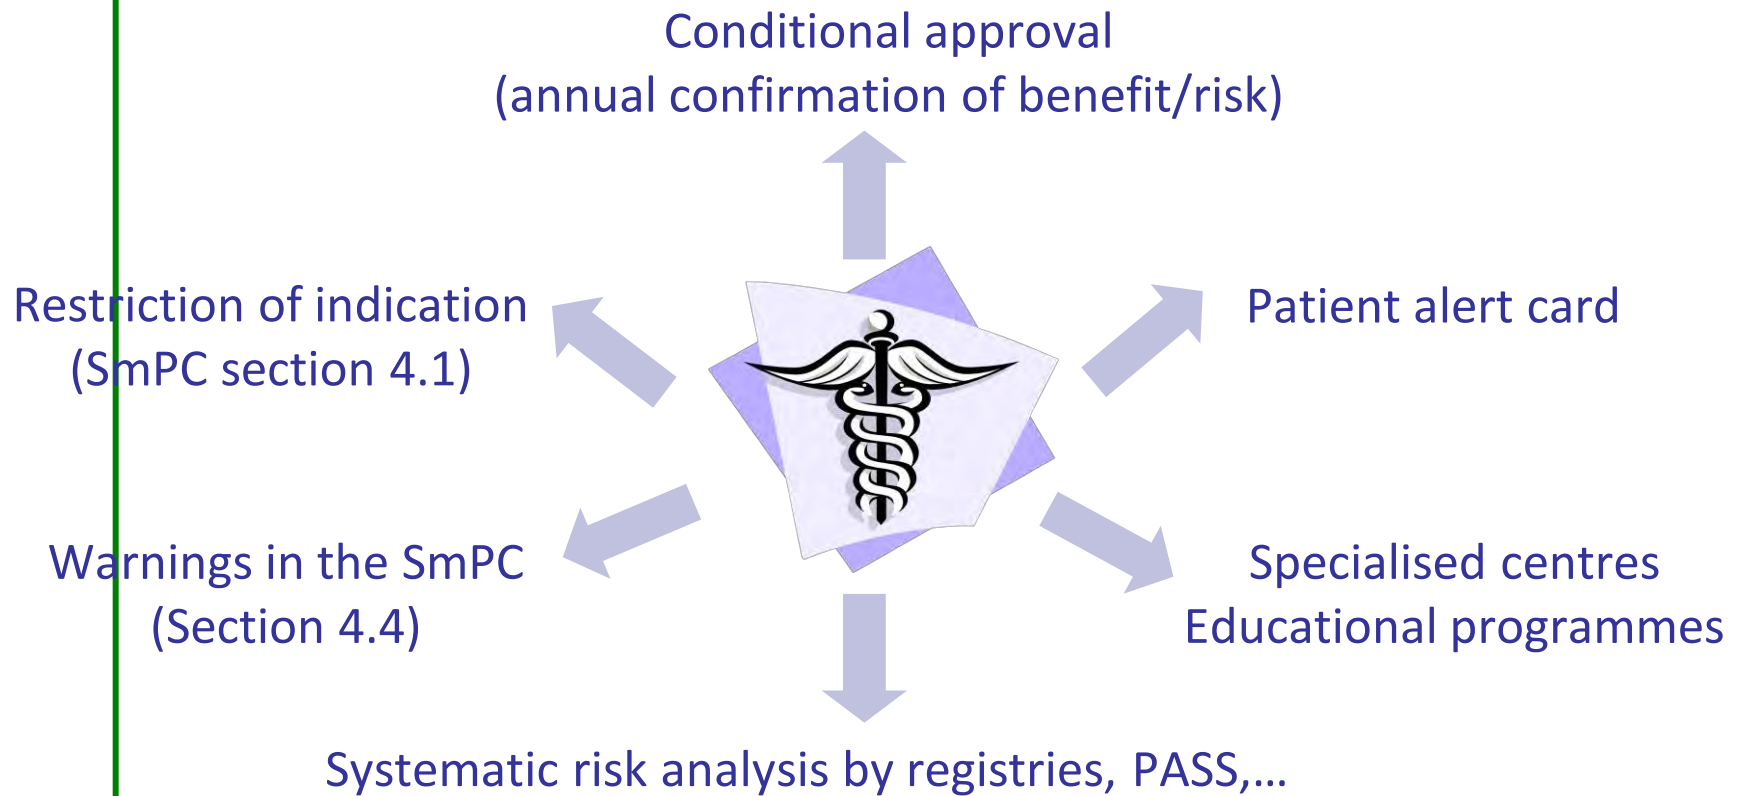 Conditional approval
(annual confirmation of benefit/risk)
Restriction of indication
(SmPC section 4.1)
Patient alert card
Warnings in the SmPC
(Section 4.4)
Specialised centres
Educational programmes
Systematic risk analysis by registries, PASS,...